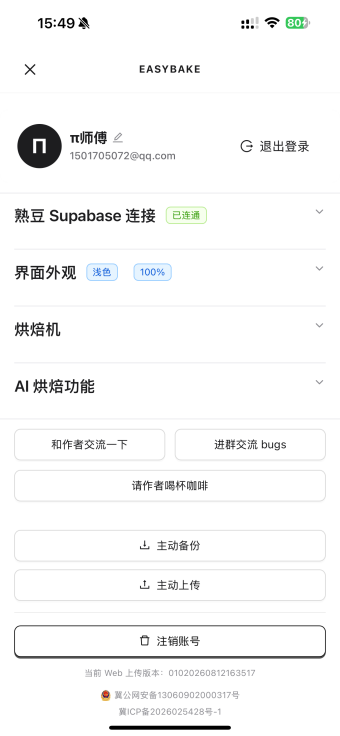 15:49
80
EASYBAKE
π
π师傅
1501705072@qq.com
退出登录
熟豆 Supabase 连接 已连通
界面外观 浅色 100%
烘焙机
AI 烘焙功能
和作者交流一下
进群交流 bugs
请作者喝杯咖啡
主动备份
主动上传
注销账号
当前 Web 上传版本：01020260812163517
冀公网安备13060902000317号
冀ICP备2026025428号-1